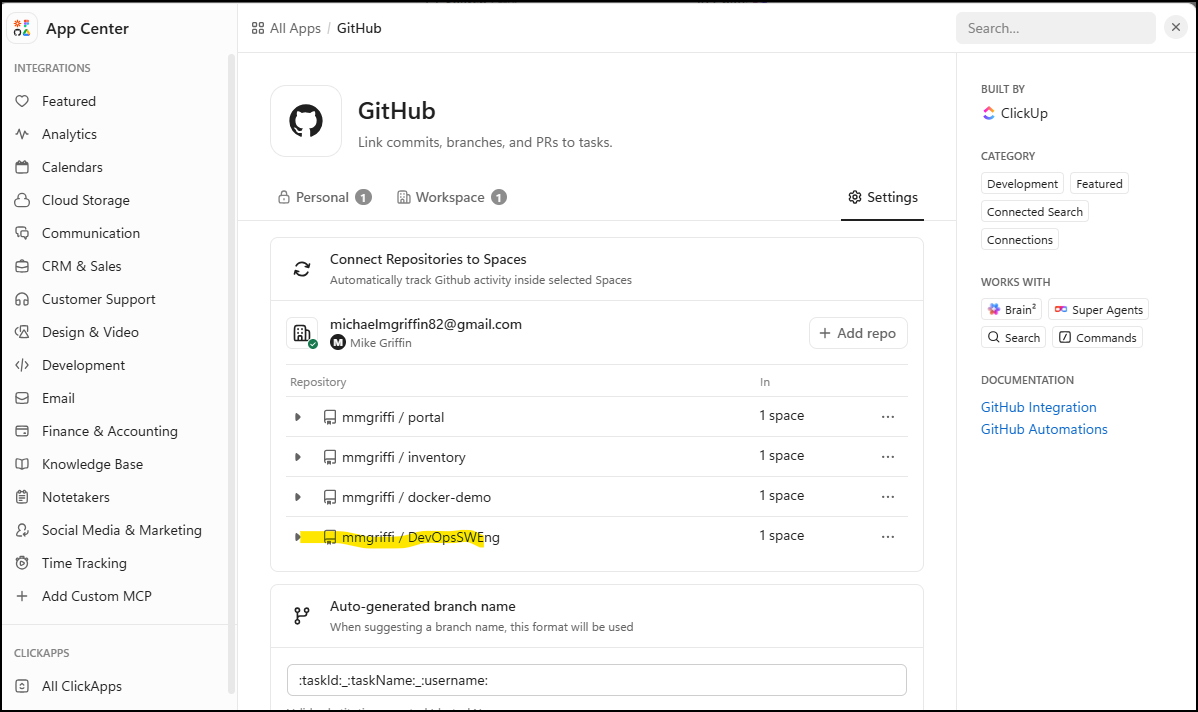 App Center
INTEGRATIONS
Featured
Analytics
Calendars
Cloud Storage
Communication
CRM & Sales
Customer Support
Design & Video
Development
Email
Finance & Accounting
Knowledge Base
Notetakers
Social Media & Marketing
Time Tracking
Add Custom MCP
CLICKAPPS
All ClickApps
All Apps / GitHub
Search...
GitHub
Link commits, branches, and PRs to tasks.
Personal 1
Workspace 1
Settings
Connect Repositories to Spaces
Automatically track Github activity inside selected Spaces
michaelmgriffin82@gmail.com
M Mike Griffin
+ Add repo
Repository In
mmgriffi / portal 1 space
mmgriffi / inventory 1 space
mmgriffi / docker-demo 1 space
mmgriffi / DevOpsSWEng 1 space
Auto-generated branch name
When suggesting a branch name, this format will be used
:taskId:_:taskName:_:username:
BUILT BY
ClickUp
CATEGORY
Development Featured
Connected Search
Connections
WORKS WITH
Brain² Super Agents
Search Commands
DOCUMENTATION
GitHub Integration
GitHub Automations